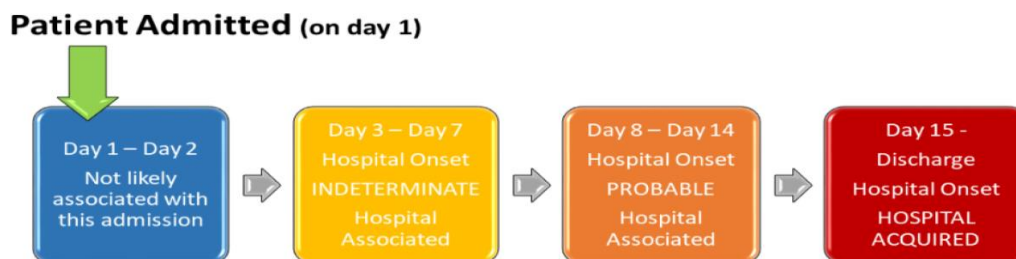 Patient Admitted (on day 1)
Day 1 – Day 2
Not likely
associated with
this admission
Day 3 – Day 7
Hospital Onset
INDETERMINATE
Hospital
Associated
Day 8 – Day 14
Hospital Onset
PROBABLE
Hospital
Associated
Day 15 -
Discharge
Hospital Onset
HOSPITAL
ACQUIRED